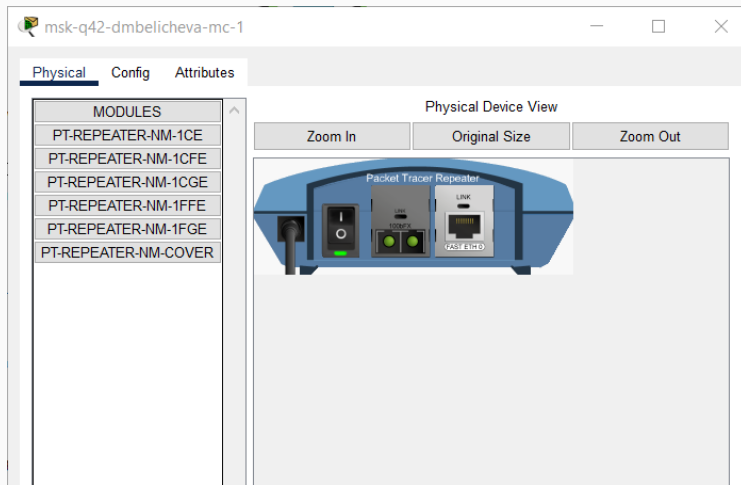 msk-q42-dmbelicheva-mc-1
Physical Config Attributes
MODULES
PT-REPEATER-NM-1CE
PT-REPEATER-NM-1CFE
PT-REPEATER-NM-1CGE
PT-REPEATER-NM-1FFE
PT-REPEATER-NM-1FGE
PT-REPEATER-NM-COVER
Physical Device View
Zoom In Original Size Zoom Out
Packet Tracer Repeater
LINK
LINK
100bFX
FAST ETH 0